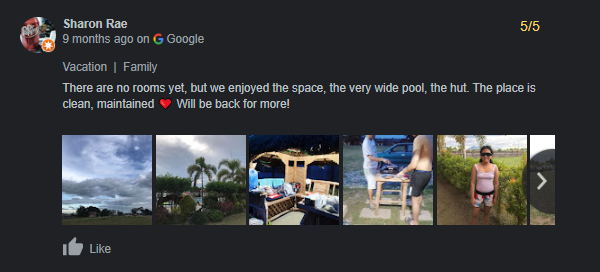 Sharon Rae
5/5
9 months ago on Google
Vacation | Family
There are no rooms yet, but we enjoyed the space, the very wide pool, the hut. The place is
clean, maintained ❤️ Will be back for more!
Like